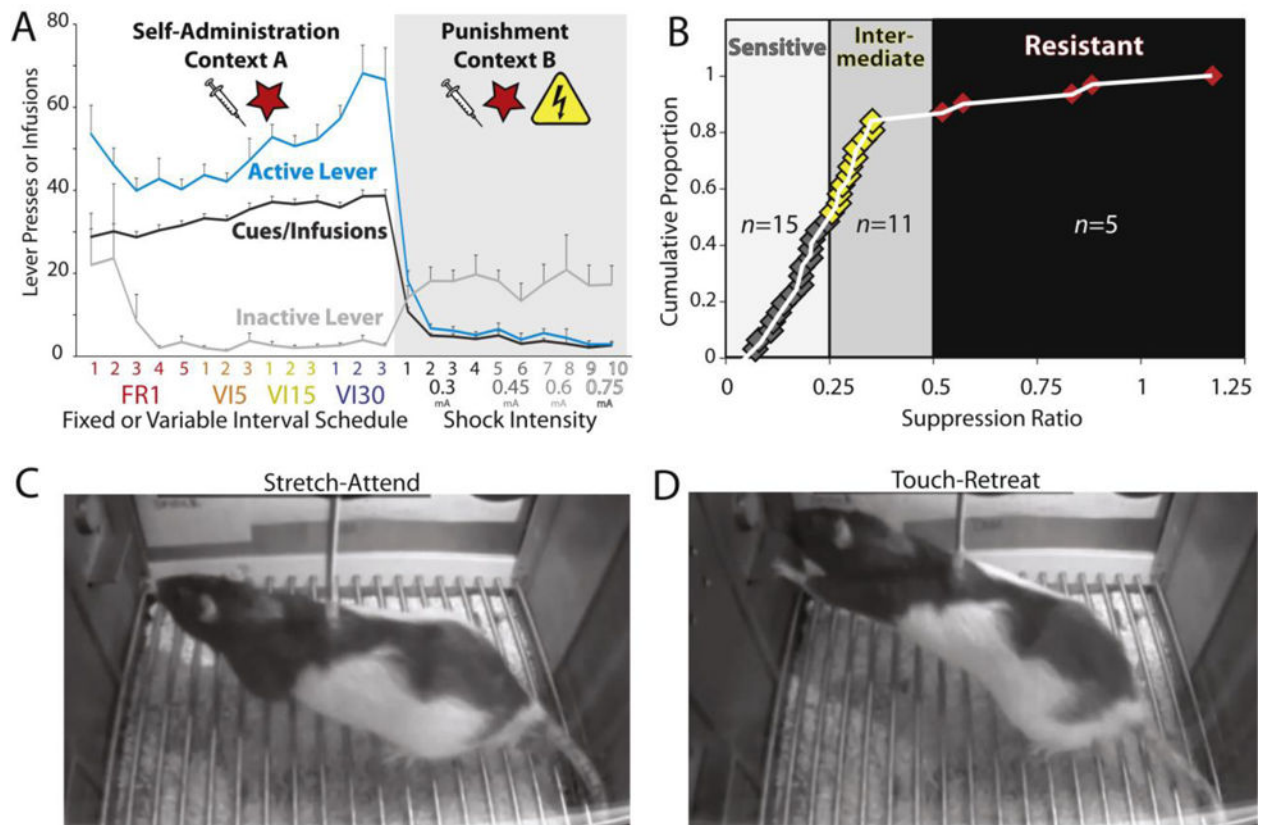 A
80
60
40
20
0
Lever Presses or Infusions
Self-Administration
Context A
Punishment
Context B
Active Lever
Cues/Infusions
Inactive Lever
1 2 3 4 5 1 2 3 1 2 3 1 2 3 1 2 3 4 5 6 7 8 9 10
FR1 VI5 VI15 VI30 0.3 0.45 0.6 0.75
mA mA mA mA
Fixed or Variable Interval Schedule Shock Intensity
B
Sensitive
Inter-
mediate
Resistant
1
0.8
0.6
0.4
0.2
0
Cumulative Proportion
n=15 n=11 n=5
0 0.25 0.5 0.75 1 1.25
Suppression Ratio
C
Stretch-Attend
D
Touch-Retreat